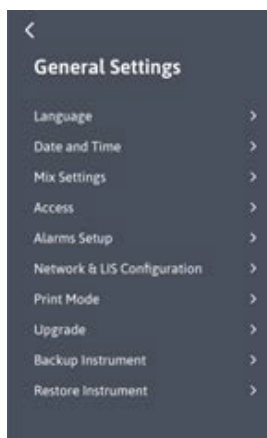 General Settings
Language
Date and Time
Mix Settings
Access
Alarms Setup
Network & LIS Configuration
Print Mode
Upgrade
Backup Instrument
Restore Instrument